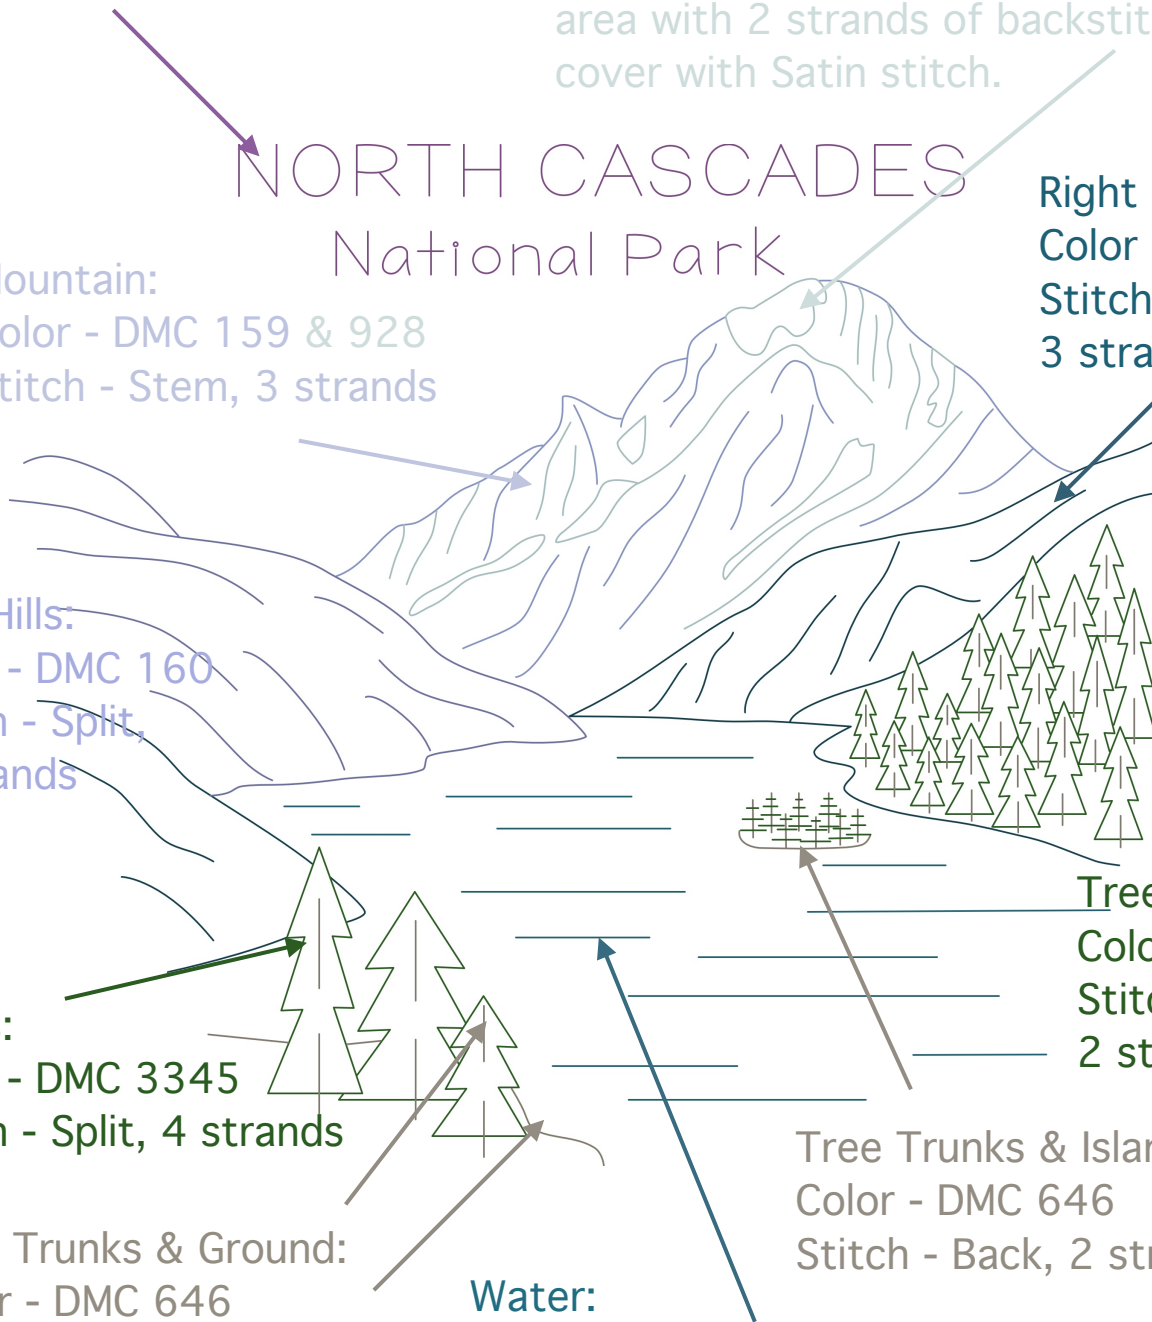 area with 2 strands of backstit
cover with Satin stitch.
NORTH CASCADES
National Park
Right
Color
Stitch
3 stra
ountain:
olor - DMC 159 & 928
titch - Stem, 3 strands
Hills:
- DMC 160
n - Split,
ands
Tree
Colo
Stitc
2 st
:
- DMC 3345
n - Split, 4 strands
Tree Trunks & Islan
Color - DMC 646
Stitch - Back, 2 str
Trunks & Ground:
r - DMC 646
Water: